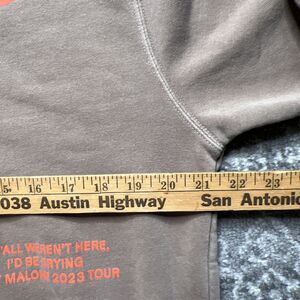 15 16 17 18 19 20 21 22 23
038 Austin Highway San Antonio
'ALL WEREN'T HERE,
I'D BE CRYING
MALONE 2023 TOUR